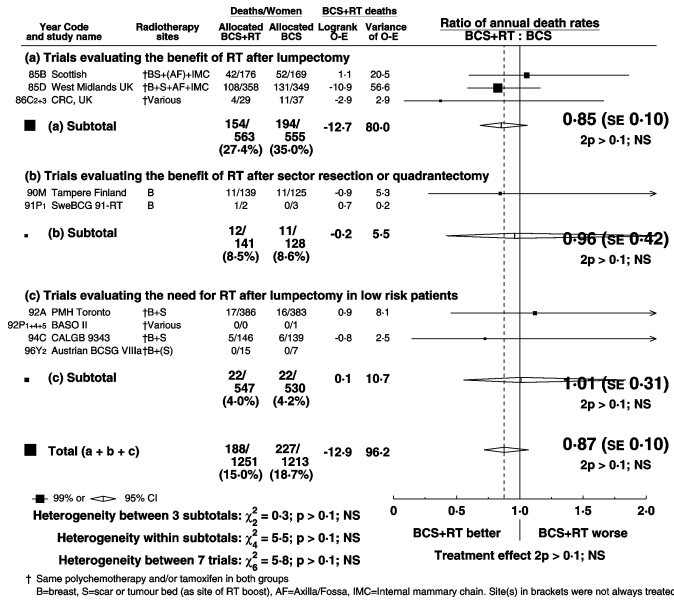 Deaths/Women BCS+RT deaths
Year Code and study name Radiotherapy sites Allocated BCS+RT Allocated BCS Logrank O-E Variance of O-E Ratio of annual death rates BCS+RT : BCS
(a) Trials evaluating the benefit of RT after lumpectomy
85B Scottish †BS+(AF)+IMC 42/176 52/169 1·1 20·5
85D West Midlands UK †B+S+AF+IMC 108/358 131/349 -10·9 56·6
86C2+3 CRC, UK †Various 4/29 11/37 -2·9 2·9
(a) Subtotal 154/563 (27·4%) 194/555 (35·0%) -12·7 80·0 0·85 (SE 0·10)
2p > 0·1; NS
(b) Trials evaluating the benefit of RT after sector resection or quadrantectomy
90M Tampere Finland B 11/139 11/125 -0·9 5·3
91P1 SweBCG 91-RT B 1/2 0/3 0·7 0·2
(b) Subtotal 12/141 (8·5%) 11/128 (8·6%) -0·2 5·5 0·96 (SE 0·42)
2p > 0·1; NS
(c) Trials evaluating the need for RT after lumpectomy in low risk patients
92A PMH Toronto †B+S 17/386 16/383 0·9 8·1
92P1+4+5 BASO II †Various 0/0 0/1
94C CALGB 9343 †B+S 5/146 6/139 -0·8 2·5
96Y2 Austrian BCSG VIIIa †B+(S) 0/15 0/7
(c) Subtotal 22/547 (4·0%) 22/530 (4·2%) 0·1 10·7 1·01 (SE 0·31)
2p > 0·1; NS
Total (a + b + c) 188/1251 (15·0%) 227/1213 (18·7%) -12·9 96·2 0·87 (SE 0·10)
2p > 0·1; NS
99% or 95% CI
0 0·5 1·0 1·5 2·0
BCS+RT better BCS+RT worse
Treatment effect 2p > 0·1; NS
Heterogeneity between 3 subtotals: χ²₂ = 0·3; p > 0·1; NS
Heterogeneity within subtotals: χ²₄ = 5·5; p > 0·1; NS
Heterogeneity between 7 trials: χ²₆ = 5·8; p > 0·1; NS
† Same polychemotherapy and/or tamoxifen in both groups
B=breast, S=scar or tumour bed (as site of RT boost), AF=Axilla/Fossa, IMC=Internal mammary chain. Site(s) in brackets were not always treated